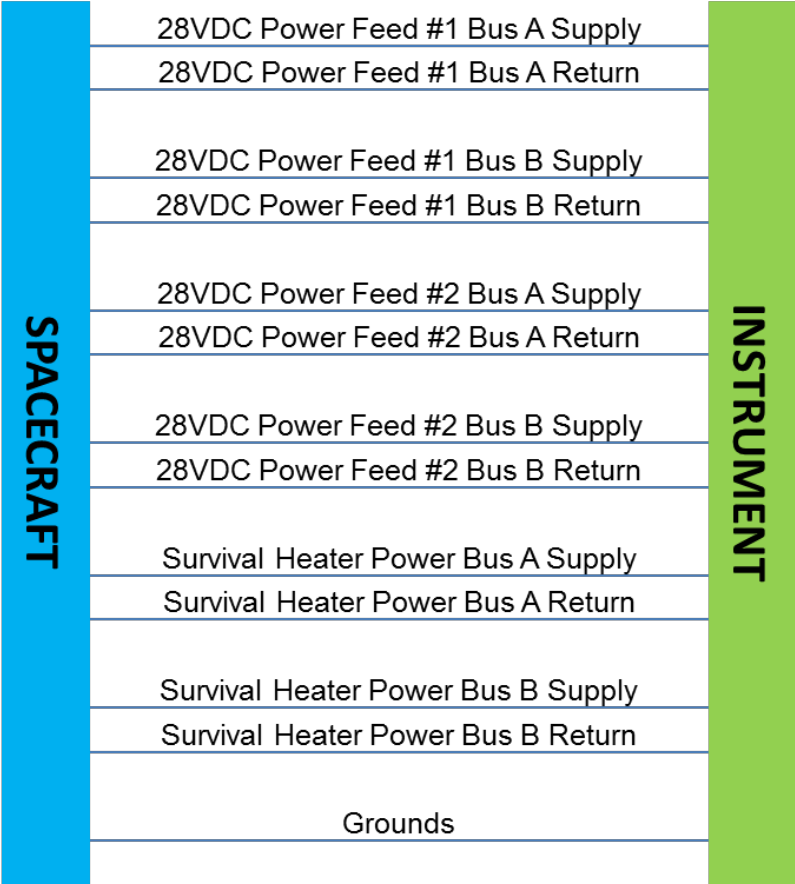 28VDC Power Feed #1 Bus A Supply
28VDC Power Feed #1 Bus A Return
28VDC Power Feed #1 Bus B Supply
28VDC Power Feed #1 Bus B Return
28VDC Power Feed #2 Bus A Supply
28VDC Power Feed #2 Bus A Return
28VDC Power Feed #2 Bus B Supply
28VDC Power Feed #2 Bus B Return
Survival Heater Power Bus A Supply
Survival Heater Power Bus A Return
Survival Heater Power Bus B Supply
Survival Heater Power Bus B Return
Grounds
SPACECRAFT
INSTRUMENT